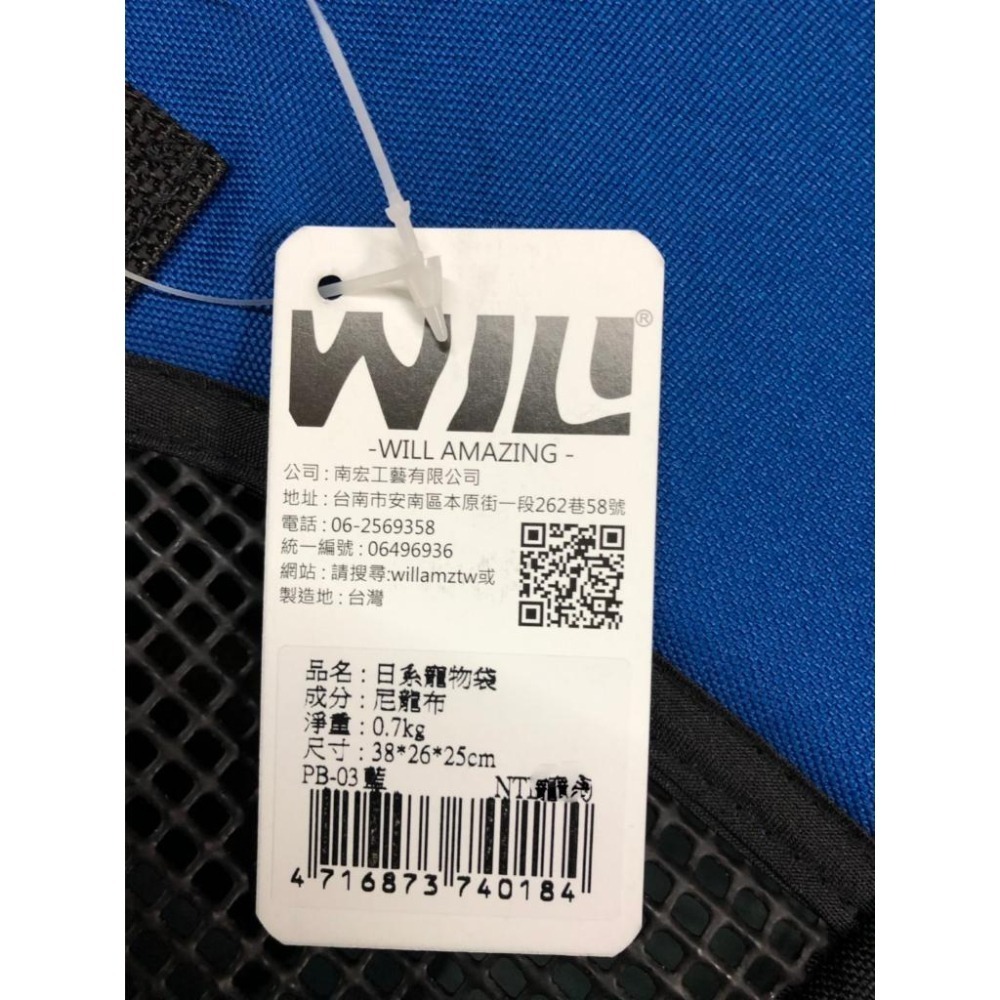 WILL®
-WILL AMAZING -
公司 : 南宏工藝有限公司
地址 : 台南市安南區本原街一段262巷58號
電話 : 06-2569358
統一編號 : 06496936
網站 : 請搜尋:willamztw或
製造地 : 台灣
品名 : 日系寵物袋
成分 : 尼龍布
淨重 : 0.7kg
尺寸 : 38*26*25cm
PB-03 藍
4 716873 740184